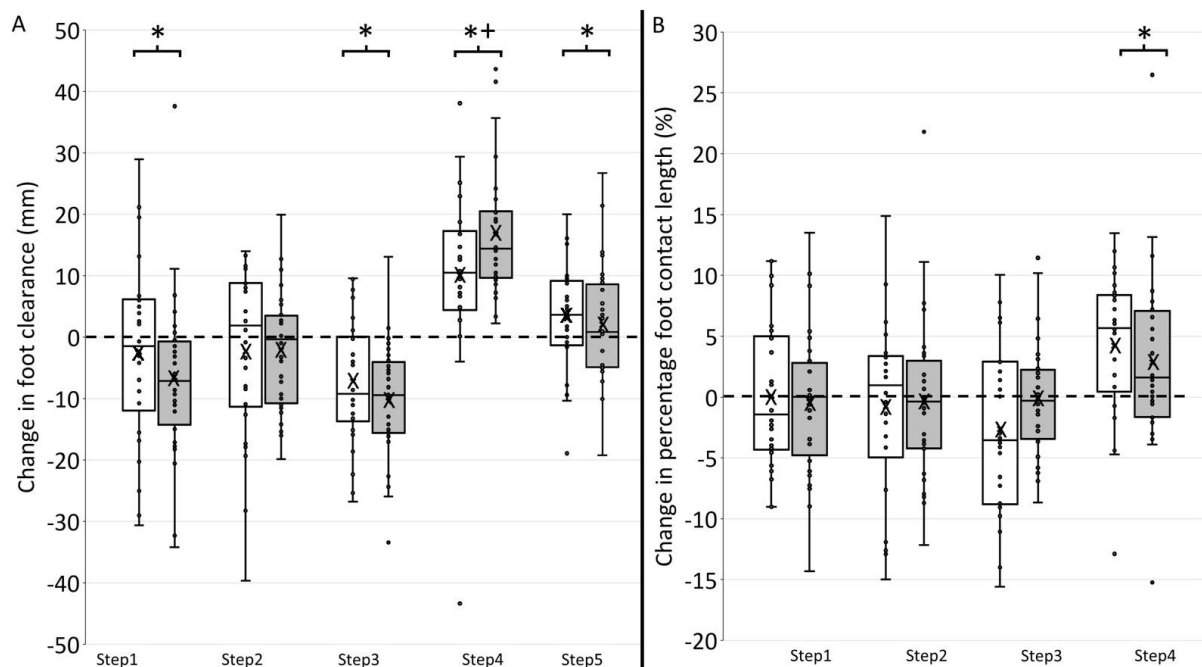 A
Change in foot clearance (mm)
50
40
30
20
10
0
-10
-20
-30
-40
-50
*
*
*+
*
Step1
Step2
Step3
Step4
Step5
B
Change in percentage foot contact length (%)
30
25
20
15
10
5
0
-5
-10
-15
-20
*
Step1
Step2
Step3
Step4